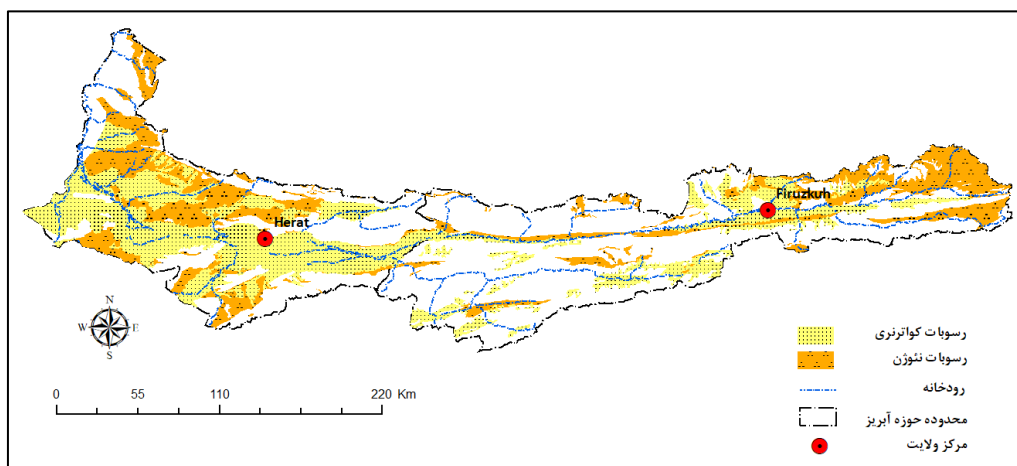 Herat
Firuzkuh
N
W E
S
0 55 110 220 Km
رسوبات کواترنری
رسوبات نئوژن
رودخانه
محدوده حوزه آبریز
مرکز ولایت